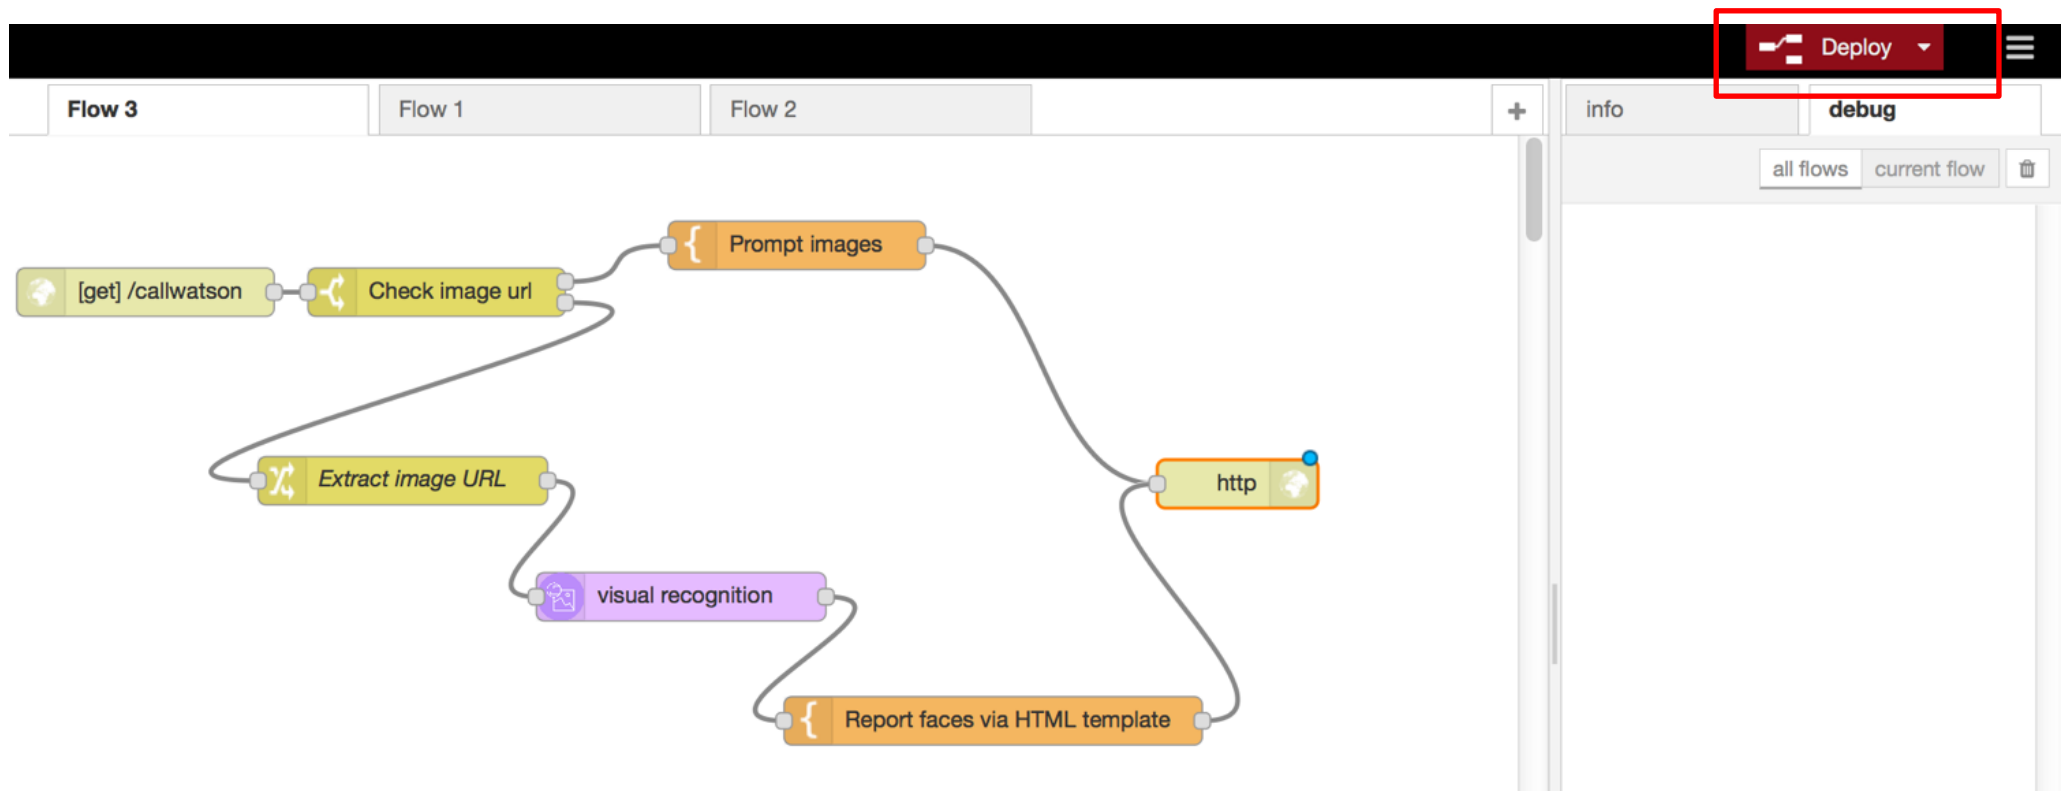 Deploy
Flow 3
Flow 1
Flow 2
info
debug
all flows
current flow
Prompt images
[get] /callwatson
Check image url
Extract image URL
http
visual recognition
Report faces via HTML template